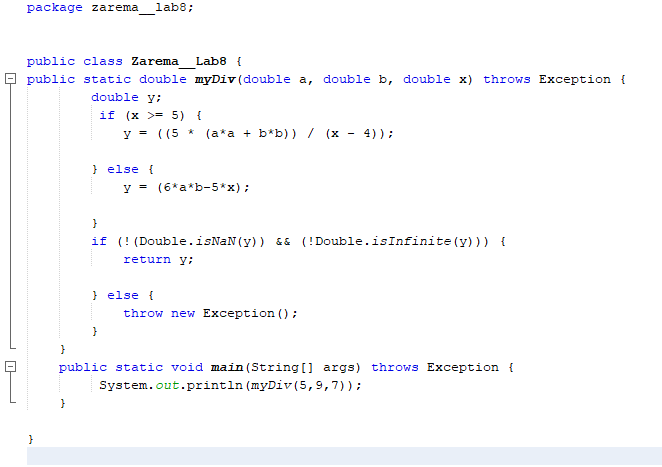 package zarema__lab8;
public class Zarema__Lab8 {
public static double myDiv(double a, double b, double x) throws Exception {
double y;
if (x >= 5) {
y = ((5 * (a*a + b*b)) / (x - 4));
} else {
y = (6*a*b-5*x);
}
if (!(Double.isNaN(y)) && (!Double.isInfinite(y))) {
return y;
} else {
throw new Exception();
}
}
public static void main(String[] args) throws Exception {
System.out.println(myDiv(5,9,7));
}
}